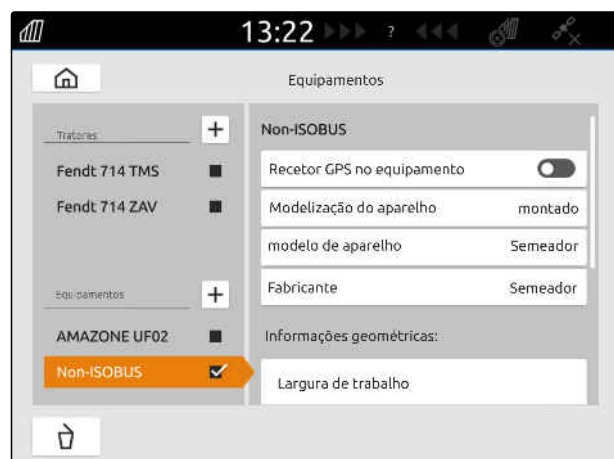 13:22 ?
Equipamentos
Tratores
Fendt 714 TMS
Fendt 714 ZAV
Equipamentos
AMAZONE UF02
Non-ISOBUS
Non-ISOBUS
Recetor GPS no equipamento
Modelização do aparelho montado
modelo de aparelho Semeador
Fabricante Semeador
Informações geométricas:
Largura de trabalho